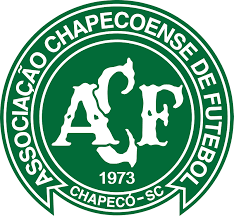 ASSOCIAÇÃO CHAPECOENSE DE FUTEBOL
ACF
1973
CHAPECÓ-SC